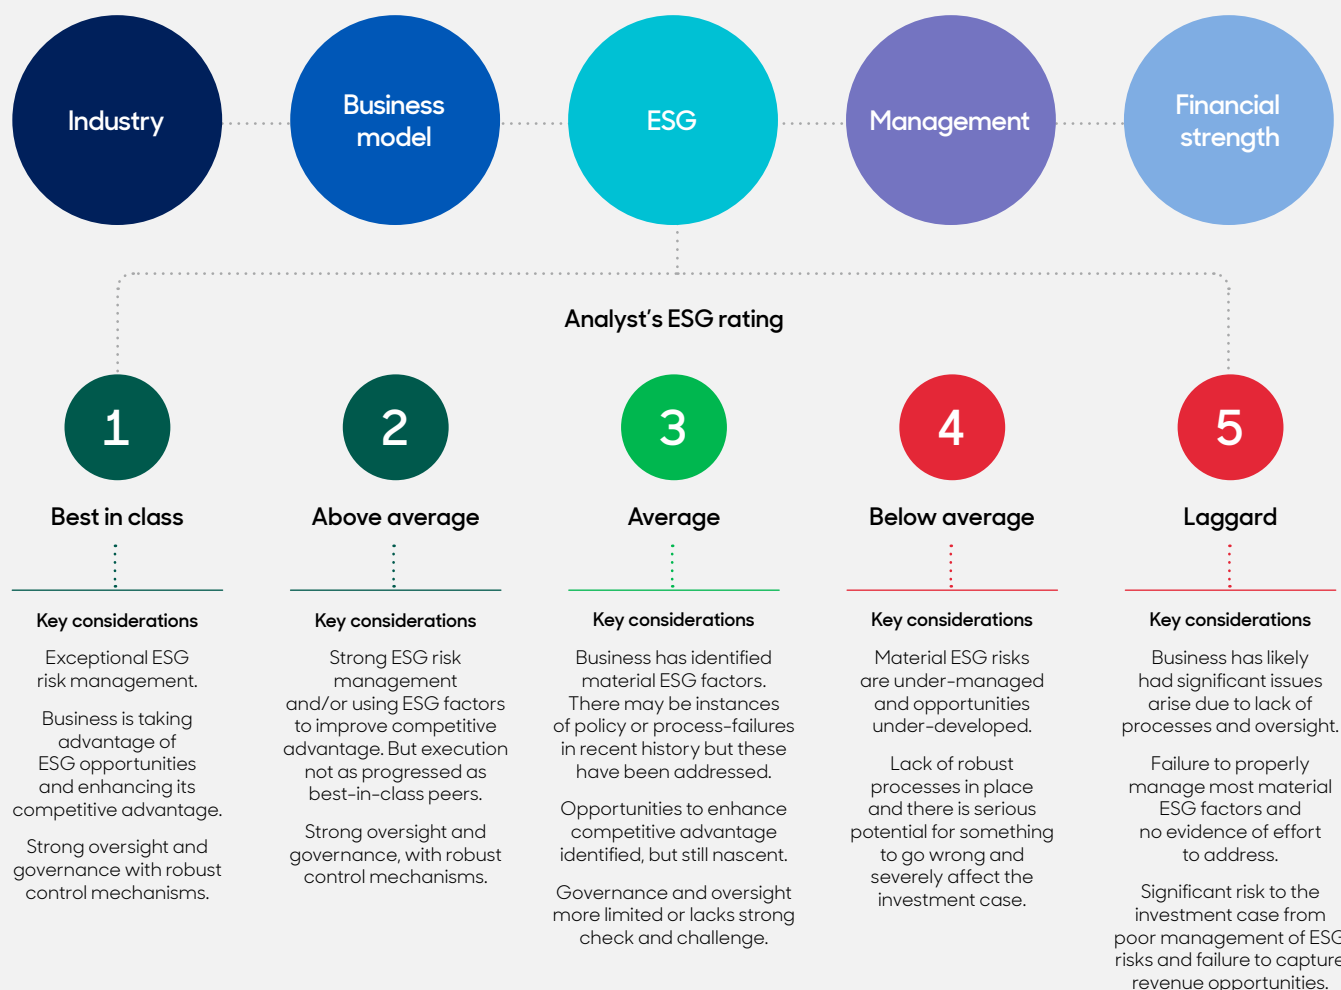 Industry
Business
model
ESG
Management
Financial
strength
Analyst's ESG rating
1
Best in class
Key considerations
Exceptional ESG
risk management.
Business is taking
advantage of
ESG opportunities
and enhancing its
competitive advantage.
Strong oversight and
governance with robust
control mechanisms.
2
Above average
Key considerations
Strong ESG risk
management
and/or using ESG factors
to improve competitive
advantage. But execution
not as progressed as
best-in-class peers.
Strong oversight and
governance, with robust
control mechanisms.
3
Average
Key considerations
Business has identified
material ESG factors.
There may be instances
of policy or process-failures
in recent history but these
have been addressed.
Opportunities to enhance
competitive advantage
identified, but still nascent.
Governance and oversight
more limited or lacks strong
check and challenge.
4
Below average
Key considerations
Material ESG risks
are under-managed
and opportunities
under-developed.
Lack of robust
processes in place
and there is serious
potential for something
to go wrong and
severely affect the
investment case.
5
Laggard
Key considerations
Business has likely
had significant issues
arise due to lack of
processes and oversight.
Failure to properly
manage most material
ESG factors and
no evidence of effort
to address.
Significant risk to the
investment case from
poor management of ESG
risks and failure to capture
revenue opportunities.